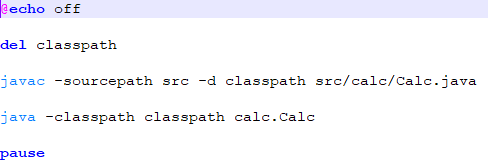 @echo off
del classpath
javac -sourcepath src -d classpath src/calc/Calc.java
java -classpath classpath calc.Calc
pause